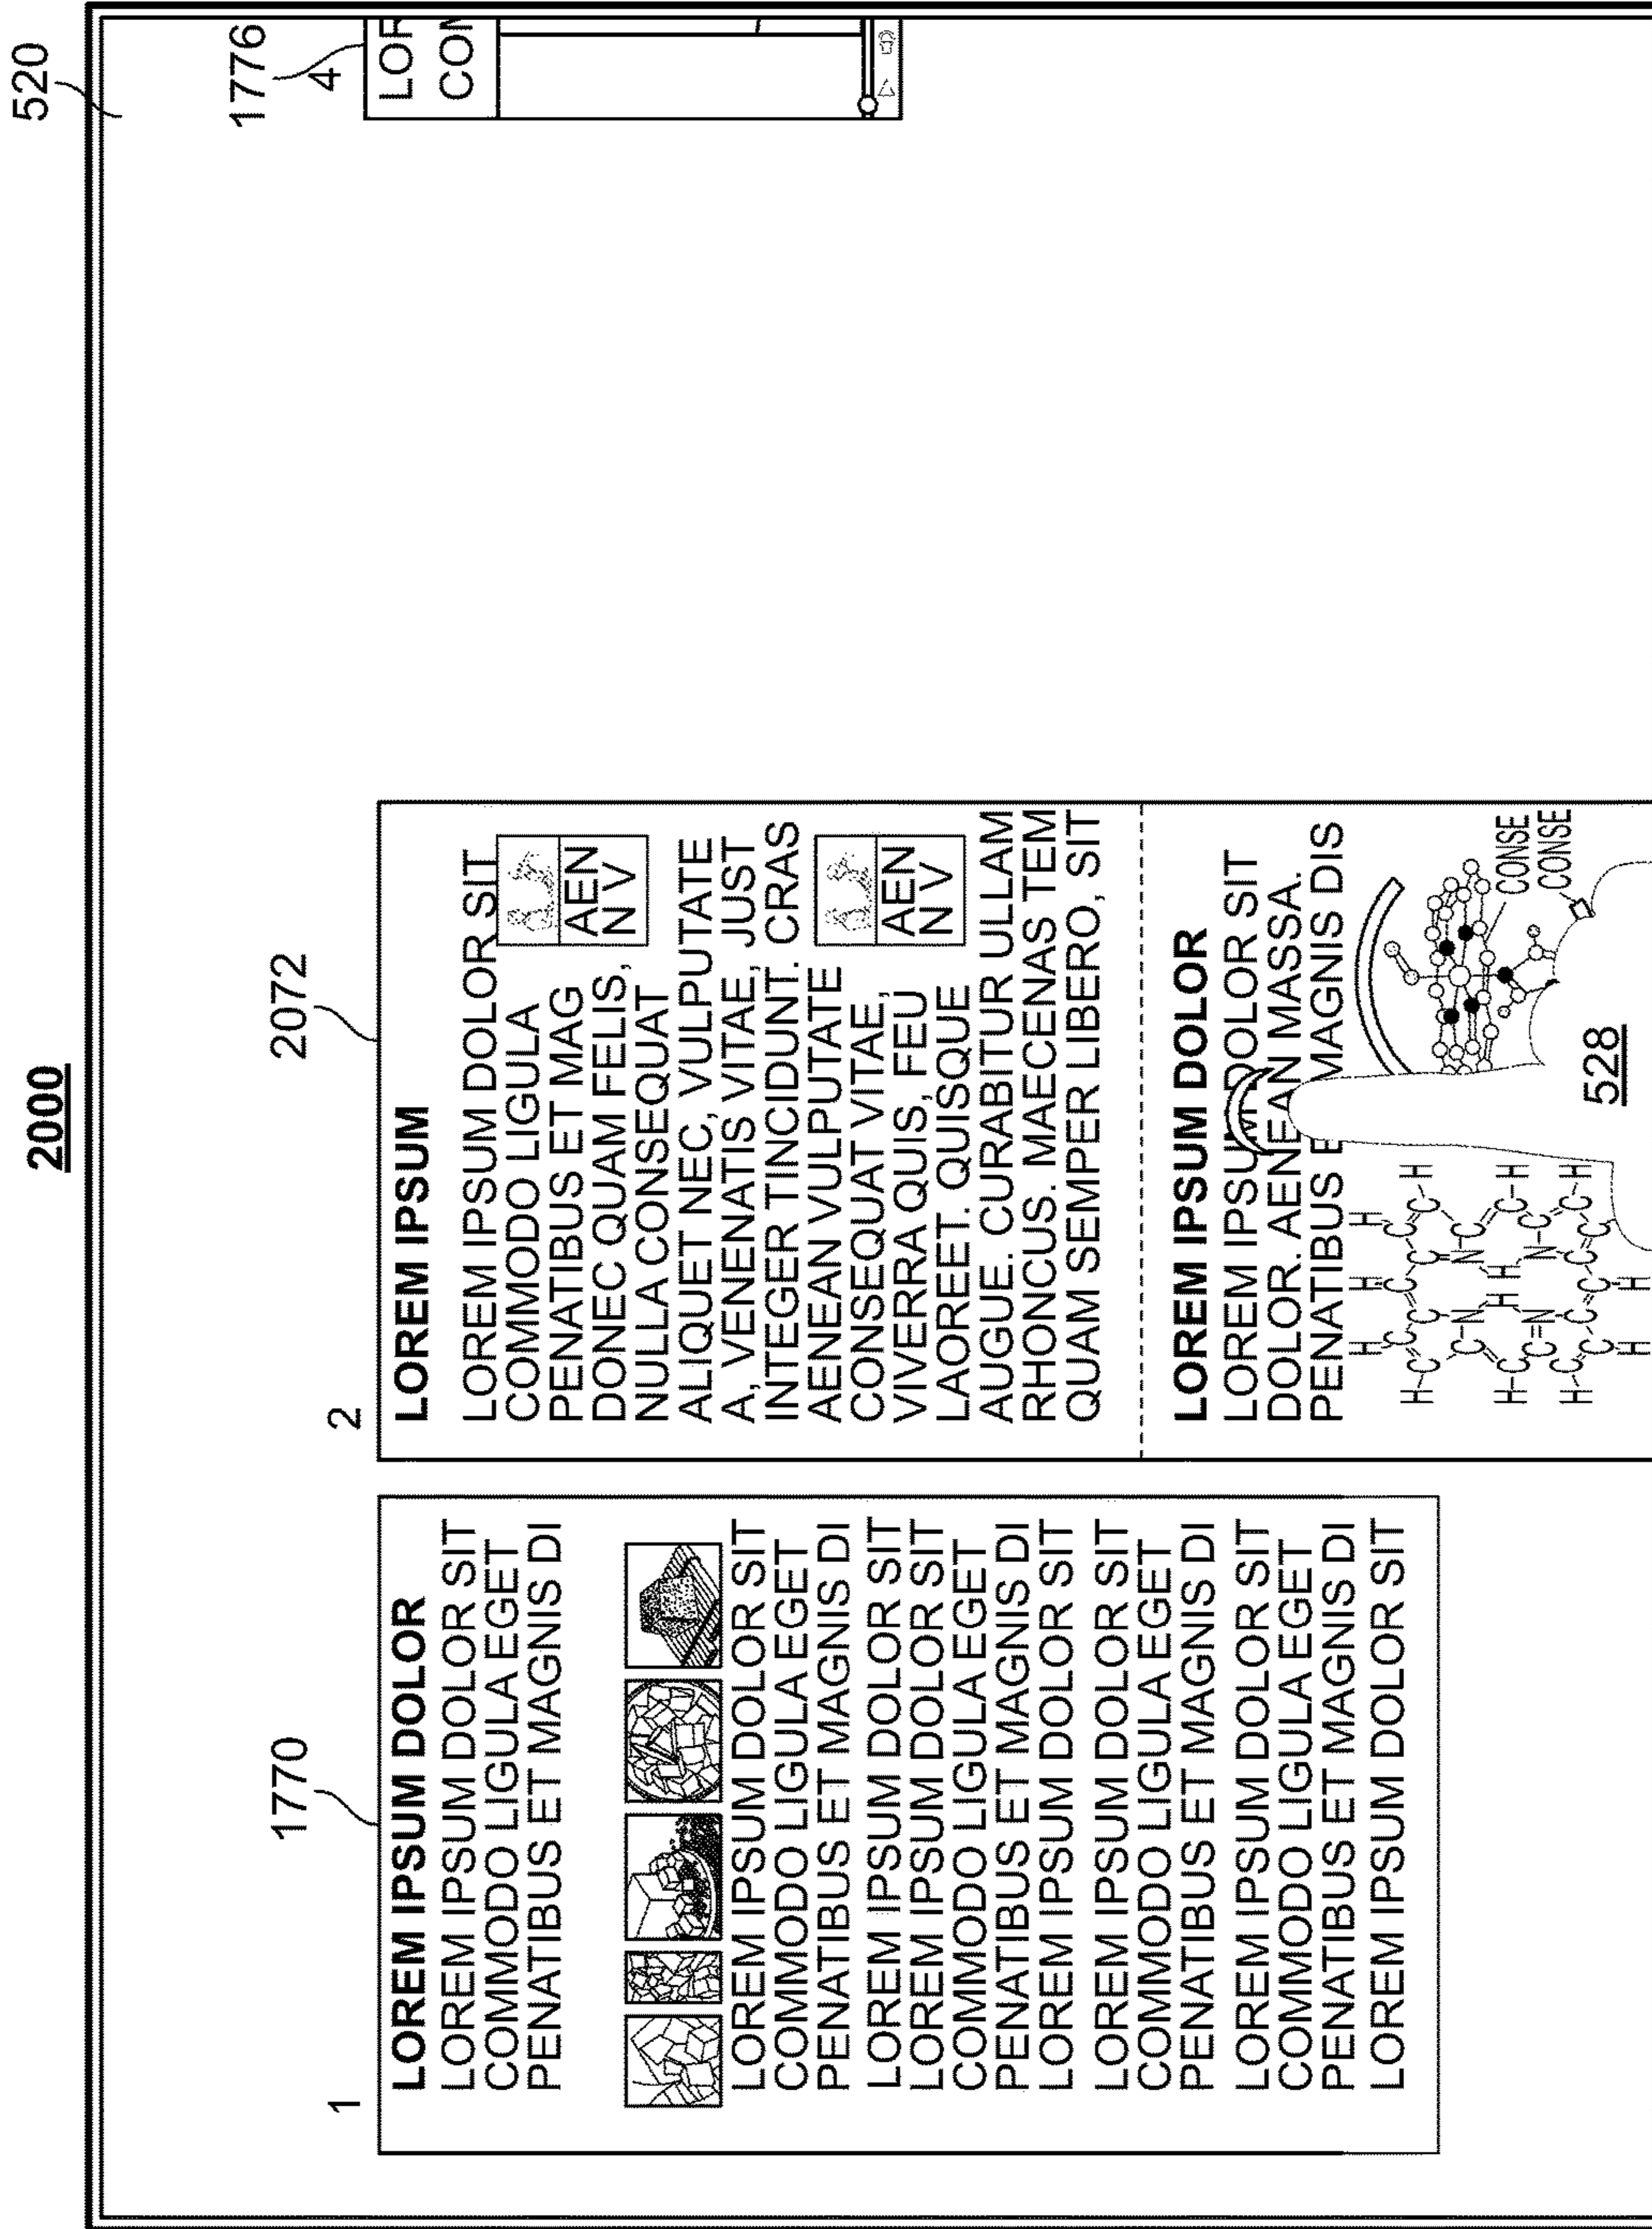 2000
520
1770
1
LOREM IPSUM DOLOR
LOREM IPSUM DOLOR SIT
COMMODO LIGULA EGET
PENATIBUS ET MAGNIS DI
LOREM IPSUM DOLOR SIT
COMMODO LIGULA EGET
PENATIBUS ET MAGNIS DI
LOREM IPSUM DOLOR SIT
LOREM IPSUM DOLOR SIT
COMMODO LIGULA EGET
PENATIBUS ET MAGNIS DI
LOREM IPSUM DOLOR SIT
LOREM IPSUM DOLOR SIT
COMMODO LIGULA EGET
PENATIBUS ET MAGNIS DI
LOREM IPSUM DOLOR SIT
COMMODO LIGULA EGET
PENATIBUS ET MAGNIS DI
LOREM IPSUM DOLOR SIT
2072
2
LOREM IPSUM
LOREM IPSUM DOLOR SIT
COMMODO LIGULA
PENATIBUS ET MAG
DONEC QUAM FELIS,
NULLA CONSEQUAT
ALIQUET NEC, VULPUTATE
A, VENENATIS VITAE, JUST
INTEGER TINCIDUNT. CRAS
AENEAN VULPUTATE
CONSEQUAT VITAE,
VIVERRA QUIS, FEU
LAOREET. QUISQUE
AUGUE. CURABITUR ULLAM
RHONCUS. MAECENAS TEM
QUAM SEMPER LIBERO, SIT
AEN
N V
AEN
N V
LOREM IPSUM DOLOR
LOREM IPSUM DOLOR SIT
DOLOR. AENEAN MASSA.
PENATIBUS E MAGNIS DIS
CONSE
CONSE
528
1776
4
LOR
CON